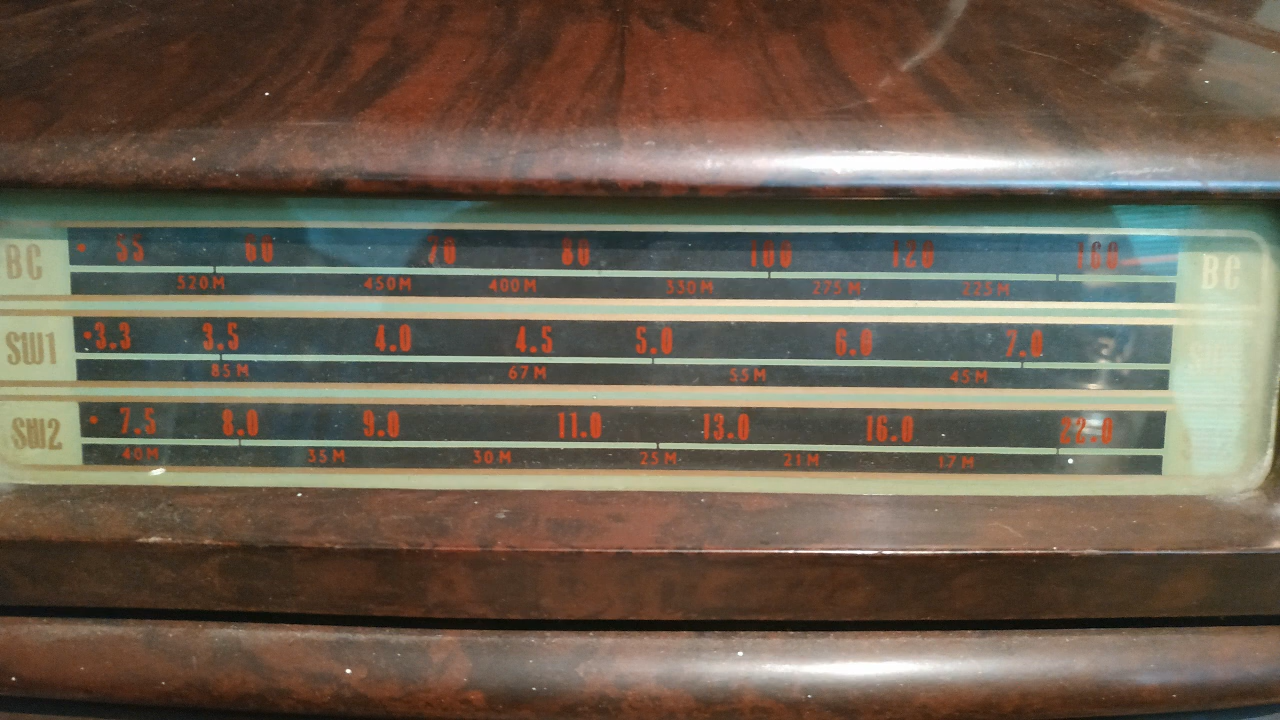 BC 55 60 70 80 100 120 160 BC
520M 450M 400M 330M 275M 225M
SW1 3.3 3.5 4.0 4.5 5.0 6.0 7.0
85M 67M 55M 45M
SW2 7.5 8.0 9.0 11.0 13.0 16.0 22.0
40M 35M 30M 25M 21M 17M